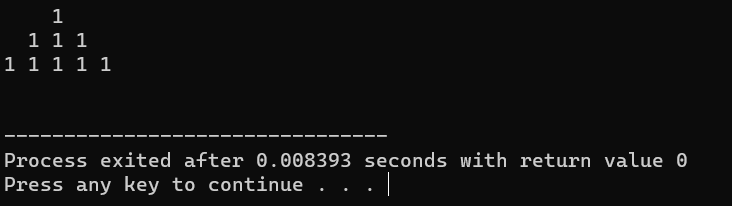 1
  1 1 1
1 1 1 1 1
--------------------------------
Process exited after 0.008393 seconds with return value 0
Press any key to continue . . .